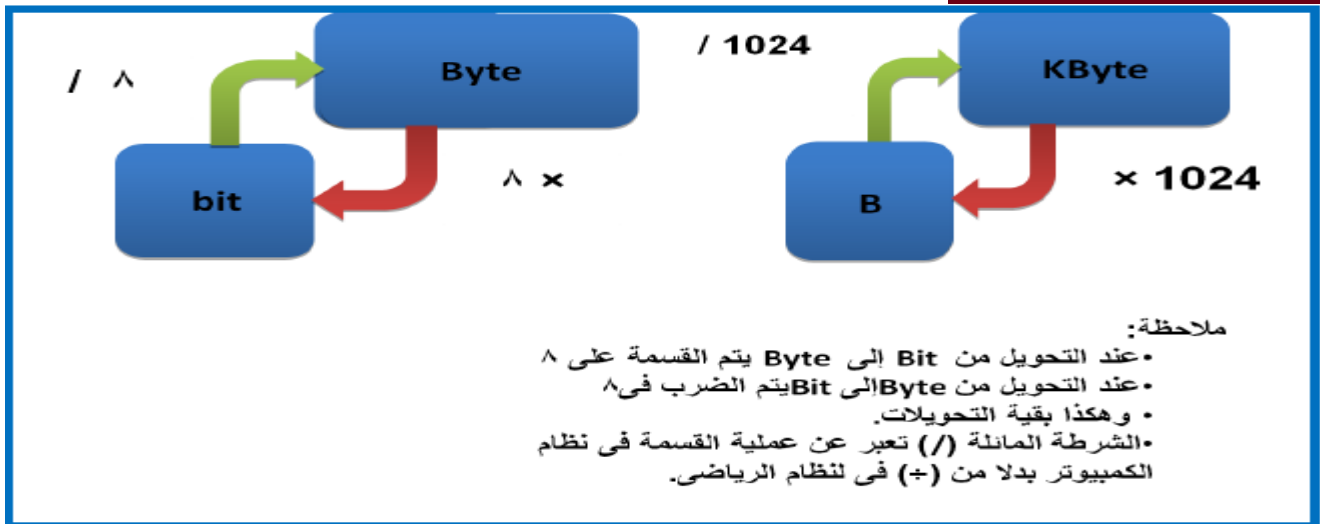 / ٨
Byte
bit
٨ ×
/ 1024
KByte
B
× 1024
ملاحظة:
•عند التحويل من Bit إلى Byte يتم القسمة على ٨
•عند التحويل من Byteإلى Bitيتم الضرب فى٨
• وهكذا بقية التحويلات.
•الشرطة المائلة (/) تعبر عن عملية القسمة فى نظام
الكمبيوتر بدلا من (÷) فى لنظام الرياضى.